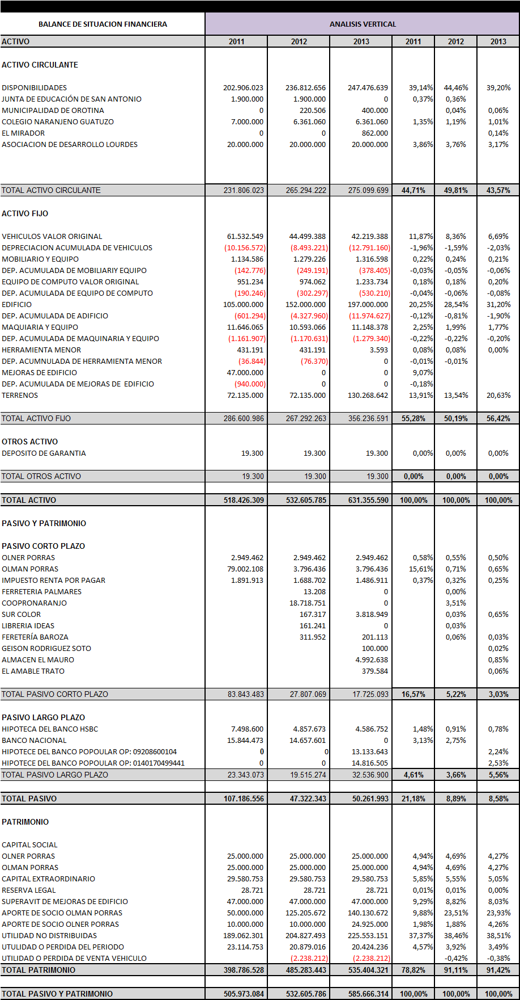 BALANCE DE SITUACION FINANCIERA ANALISIS VERTICAL
ACTIVO 2011 2012 2013 2011 2012 2013
ACTIVO CIRCULANTE
DISPONIBILIDADES 202.906.023 236.812.656 247.476.639 39,14% 44,46% 39,20%
JUNTA DE EDUCACIÓN DE SAN ANTONIO 1.900.000 1.900.000 0 0,37% 0,36%
MUNICIPALIDAD DE OROTINA 0 220.506 400.000 0,04% 0,06%
COLEGIO NARANJENO GUATUZO 7.000.000 6.361.060 6.361.060 1,35% 1,19% 1,01%
EL MIRADOR 0 0 862.000 0,14%
ASOCIACION DE DESARROLLO LOURDES 20.000.000 20.000.000 20.000.000 3,86% 3,76% 3,17%
TOTAL ACTIVO CIRCULANTE 231.806.023 265.294.222 275.099.699 44,71% 49,81% 43,57%
ACTIVO FIJO
VEHICULOS VALOR ORIGINAL 61.532.549 44.499.388 42.219.388 11,87% 8,36% 6,69%
DEPRECIACION ACUMULADA DE VEHICULOS (10.156.572) (8.493.221) (12.791.160) -1,96% -1,59% -2,03%
MOBILIARIO Y EQUIPO 1.134.586 1.279.226 1.316.598 0,22% 0,24% 0,21%
DEP. ACUMULADA DE MOBILIARIY EQUIPO (142.776) (249.191) (378.405) -0,03% -0,05% -0,06%
EQUIPO DE COMPUTO VALOR ORIGINAL 951.234 974.062 1.233.734 0,18% 0,18% 0,20%
DEP. ACUMULADA DE EQUIPO DE COMPUTO (190.246) (302.297) (530.210) -0,04% -0,06% -0,08%
EDIFICIO 105.000.000 152.000.000 197.000.000 20,25% 28,54% 31,20%
DEP. ACUMULADA DE ADIFICIO (601.294) (4.327.960) (11.974.627) -0,12% -0,81% -1,90%
MAQUIARIA Y EQUIPO 11.646.065 10.593.066 11.148.378 2,25% 1,99% 1,77%
DEP. ACUMULADA DE MAQUINARIA Y EQUIPO (1.161.907) (1.170.631) (1.279.340) -0,22% -0,22% -0,20%
HERRAMIENTA MENOR 431.191 431.191 3.593 0,08% 0,08% 0,00%
DEP. ACUMNULADA DE HERRAMIENTA MENOR (36.844) (76.370) 0 -0,01% -0,01%
MEJORAS DE EDIFICIO 47.000.000 0 0 9,07%
DEP. ACUMULADA DE MEJORAS DE EDIFICIO (940.000) 0 0 -0,18%
TERRENOS 72.135.000 72.135.000 130.268.642 13,91% 13,54% 20,63%
TOTAL ACTIVO FIJO 286.600.986 267.292.263 356.236.591 55,28% 50,19% 56,42%
OTROS ACTIVO
DEPOSITO DE GARANTIA 19.300 19.300 19.300 0,00% 0,00% 0,00%
TOTAL OTROS ACTIVO 19.300 19.300 19.300 0,00% 0,00% 0,00%
TOTAL ACTIVO 518.426.309 532.605.785 631.355.590 100,00% 100,00% 100,00%
PASIVO Y PATRIMONIO
PASIVO CORTO PLAZO
OLNER PORRAS 2.949.462 2.949.462 2.949.462 0,58% 0,55% 0,50%
OLMAN PORRAS 79.002.108 3.796.436 3.796.436 15,61% 0,71% 0,65%
IMPUESTO RENTA POR PAGAR 1.891.913 1.688.702 1.486.911 0,37% 0,32% 0,25%
FERRETERIA PALMARES 13.208 0 0,00%
COOPRONARANJO 18.718.751 0 3,51%
SUR COLOR 167.317 3.818.949 0,03% 0,65%
LIBRERIA IDEAS 161.241 0 0,03%
FERETERÍA BAROZA 311.952 201.113 0,06% 0,03%
GEISON RODRIGUEZ SOTO 100.000 0,02%
ALMACEN EL MAURO 4.992.638 0,85%
EL AMABLE TRATO 379.584 0,06%
TOTAL PASIVO CORTO PLAZO 83.843.483 27.807.069 17.725.093 16,57% 5,22% 3,03%
PASIVO LARGO PLAZO
HIPOTECA DEL BANCO HSBC 7.498.600 4.857.673 4.586.752 1,48% 0,91% 0,78%
BANCO NACIONAL 15.844.473 14.657.601 0 3,13% 2,75%
HIPOTECE DEL BANCO POPOULAR OP: 09208600104 0 0 13.133.643 2,24%
HIPOTECE DEL BANCO POPOULAR OP: 0140170499441 0 0 14.816.505 2,53%
TOTAL PASIVO LARGO PLAZO 23.343.073 19.515.274 32.536.900 4,61% 3,66% 5,56%
TOTAL PASIVO 107.186.556 47.322.343 50.261.993 21,18% 8,89% 8,58%
PATRIMONIO
CAPITAL SOCIAL
OLNER PORRAS 25.000.000 25.000.000 25.000.000 4,94% 4,69% 4,27%
OLMAN PORRAS 25.000.000 25.000.000 25.000.000 4,94% 4,69% 4,27%
CAPITAL EXTRAORDINARIO 29.580.753 29.580.753 29.580.753 5,85% 5,55% 5,05%
RESERVA LEGAL 28.721 28.721 28.721 0,01% 0,01% 0,00%
SUPERAVIT DE MEJORAS DE EDIFICIO 47.000.000 47.000.000 47.000.000 9,29% 8,82% 8,03%
APORTE DE SOCIO OLMAN PORRAS 50.000.000 125.205.672 140.130.672 9,88% 23,51% 23,93%
APORTE DE SOCIO OLNER PORRAS 10.000.000 10.000.000 24.925.000 1,98% 1,88% 4,26%
UTILIDAD NO DISTRIBUIDAS 189.062.301 204.827.493 225.553.151 37,37% 38,46% 38,51%
UTULIDAD O PERDIDA DEL PERIODO 23.114.753 20.879.016 20.424.236 4,57% 3,92% 3,49%
UTILIDAD O PERDIDA DE VENTA VEHICULO (2.238.212) (2.238.212) -0,42% -0,38%
TOTAL PATRIMONIO 398.786.528 485.283.443 535.404.321 78,82% 91,11% 91,42%
TOTAL PASIVO Y PATRIMONIO 505.973.084 532.605.786 585.666.314 100,00% 100,00% 100,00%